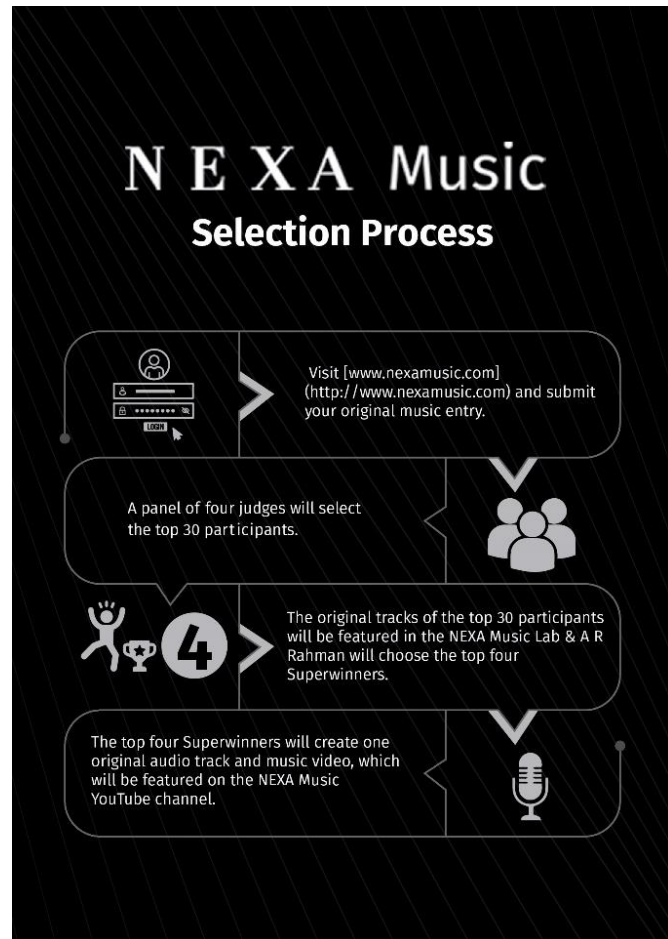 NEXA Music
Selection Process
LOGIN
Visit [www.nexamusic.com]
(http://www.nexamusic.com) and submit
your original music entry.
A panel of four judges will select
the top 30 participants.
4
The original tracks of the top 30 participants
will be featured in the NEXA Music Lab & A R
Rahman will choose the top four
Superwinners.
The top four Superwinners will create one
original audio track and music video, which
will be featured on the NEXA Music
YouTube channel.